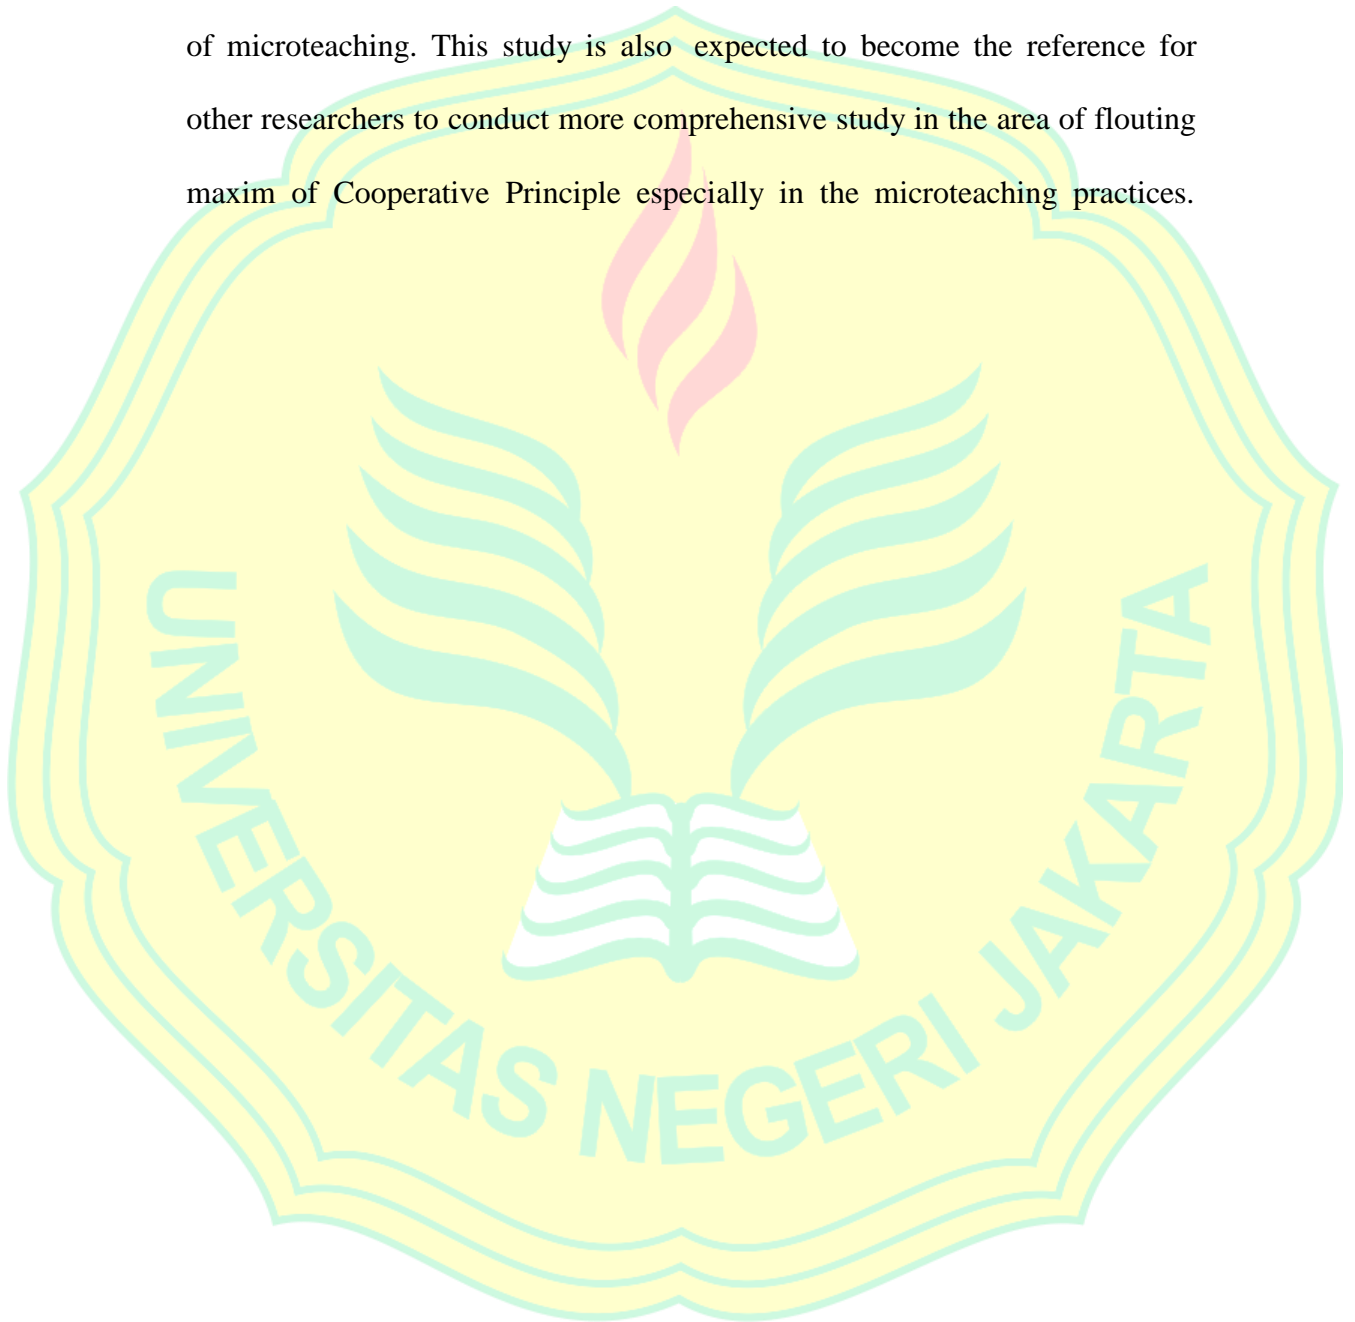 of microteaching. This study is also expected to become the reference for
other researchers to conduct more comprehensive study in the area of flouting
maxim of Cooperative Principle especially in the microteaching practices.
UNIVERSITAS NEGERI JAKARTA